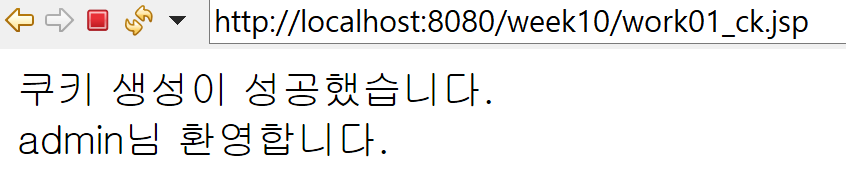 http://localhost:8080/week10/work01_ck.jsp
쿠키 생성이 성공했습니다.
admin님 환영합니다.